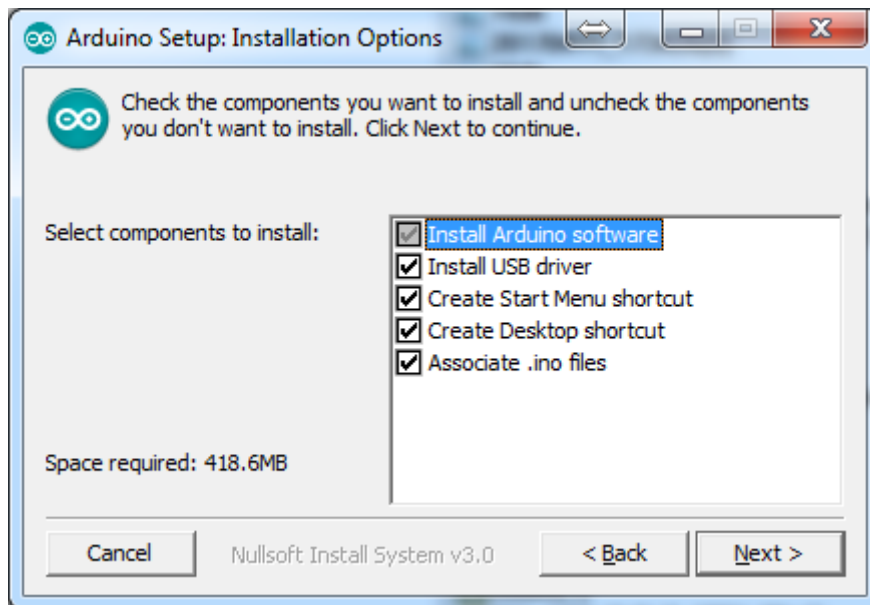 Arduino Setup: Installation Options
Check the components you want to install and uncheck the components
you don't want to install. Click Next to continue.
Select components to install:
Install Arduino software
Install USB driver
Create Start Menu shortcut
Create Desktop shortcut
Associate .ino files
Space required: 418.6MB
Cancel
Nullsoft Install System v3.0
< Back
Next >